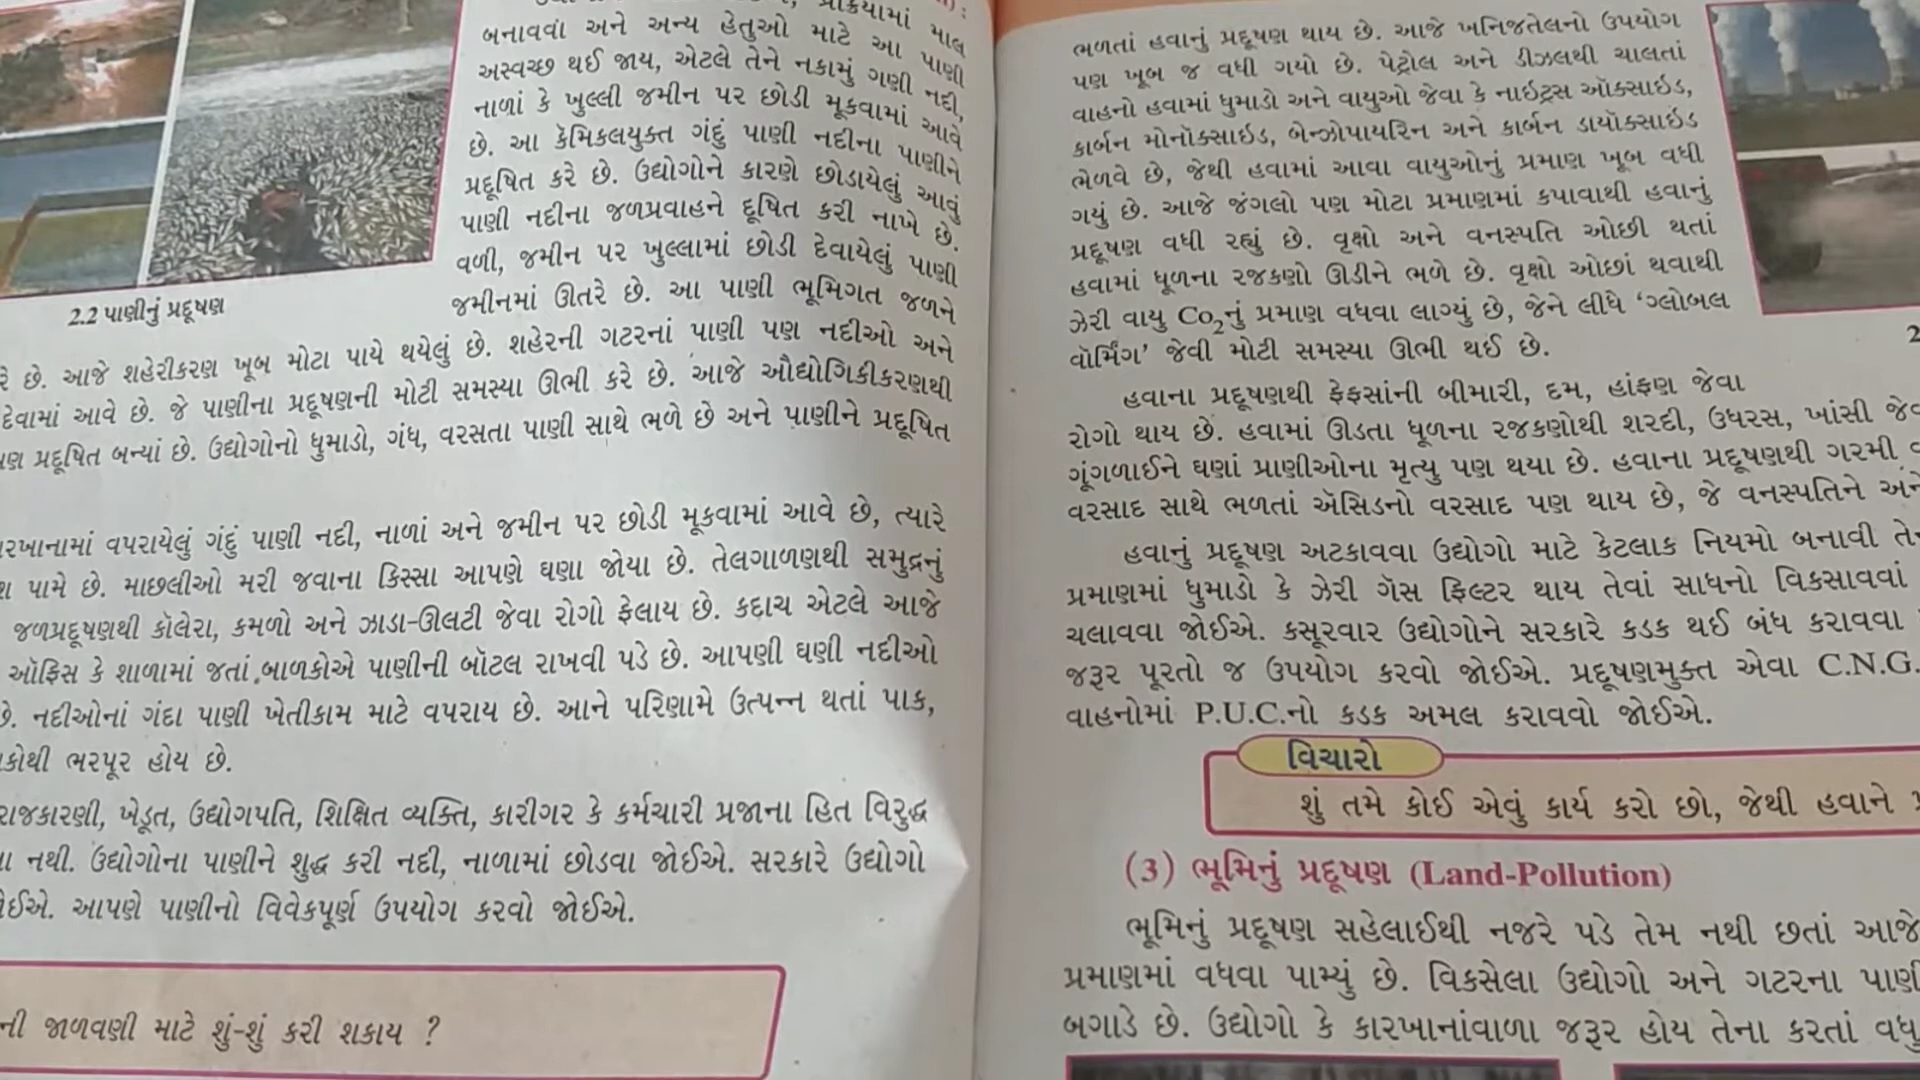 પ્રક્રિયામાં માલ
બનાવવા અને અન્ય હેતુઓ માટે આ પાણી
અસ્વચ્છ થઈ જાય, એટલે તેને નકામું ગણી નદી,
નાળાં કે ખુલ્લી જમીન પર છોડી મૂકવામાં આવે
છે. આ કેમિકલયુક્ત ગંદું પાણી નદીના પાણીને
પ્રદૂષિત કરે છે. ઉદ્યોગોને કારણે છોડાયેલું આવું
પાણી નદીના જળપ્રવાહને દૂષિત કરી નાખે છે.
વળી, જમીન પર ખુલ્લામાં છોડી દેવાયેલું પાણી
જમીનમાં ઊતરે છે. આ પાણી ભૂમિગત જળને
2.2 પાણીનું પ્રદૂષણ
રે છે. આજે શહેરીકરણ ખૂબ મોટા પાયે થયેલું છે. શહેરની ગટરનાં પાણી પણ નદીઓ અને
દેવામાં આવે છે. જે પાણીના પ્રદૂષણની મોટી સમસ્યા ઊભી કરે છે. આજે ઔદ્યોગિકીકરણથી
પ્રદૂષિત બન્યાં છે. ઉદ્યોગોનો ધુમાડો, ગંધ, વરસતા પાણી સાથે ભળે છે અને પાણીને પ્રદૂષિત
વપરાયેલું ગંદું પાણી નદી, નાળાં અને જમીન પર છોડી મૂકવામાં આવે છે, ત્યારે
પામે છે. માછલીઓ મરી જવાના કિસ્સા આપણે ઘણા જોયા છે. તેલગાળણથી સમુદ્રનું
જળપ્રદૂષણથી કૉલેરા, કમળો અને ઝાડા-ઊલટી જેવા રોગો ફેલાય છે. કદાચ એટલે આજે
ઑફિસ કે શાળામાં જતાં બાળકોએ પાણીની બૉટલ રાખવી પડે છે. આપણી ઘણી નદીઓ
છે. નદીઓનાં ગંદા પાણી ખેતીકામ માટે વપરાય છે. આને પરિણામે ઉત્પન્ન થતાં પાક,
ભરપૂર હોય છે.
રાજકારણી, ખેડૂત, ઉદ્યોગપતિ, શિક્ષિત વ્યક્તિ, કારીગર કે કર્મચારી પ્રજાના હિત વિરુદ્ધ
નથી. ઉદ્યોગોના પાણીને શુદ્ધ કરી નદી, નાળામાં છોડવા જોઈએ. સરકારે ઉદ્યોગો
આપણે પાણીનો વિવેકપૂર્ણ ઉપયોગ કરવો જોઈએ.
ની જાળવણી માટે શું-શું કરી શકાય ?
ભળતાં હવાનું પ્રદૂષણ થાય છે. આજે ખનિજતેલનો ઉપયોગ
પણ ખૂબ જ વધી ગયો છે. પેટ્રોલ અને ડીઝલથી ચાલતાં
વાહનો હવામાં ધુમાડો અને વાયુઓ જેવા કે નાઈટ્રસ ઑક્સાઇડ,
કાર્બન મોનૉક્સાઇડ, બેન્ઝોપાયરિન અને કાર્બન ડાયૉક્સાઇડ
ભેળવે છે, જેથી હવામાં આવા વાયુઓનું પ્રમાણ ખૂબ વધી
ગયું છે. આજે જંગલો પણ મોટા પ્રમાણમાં કપાવાથી હવાનું
પ્રદૂષણ વધી રહ્યું છે. વૃક્ષો અને વનસ્પતિ ઓછી થતાં
હવામાં ધૂળના રજકણો ઊડીને ભળે છે. વૃક્ષો ઓછાં થવાથી
ઝેરી વાયુ Co₂નું પ્રમાણ વધવા લાગ્યું છે, જેને લીધે ‘ગ્લોબલ
વૉર્મિંગ’ જેવી મોટી સમસ્યા ઊભી થઈ છે.
હવાના પ્રદૂષણથી ફેફસાંની બીમારી, દમ, હાંફણ જેવા
રોગો થાય છે. હવામાં ઊડતા ધૂળના રજકણોથી શરદી, ઉધરસ, ખાંસી
ગૂંગળાઈને ઘણાં પ્રાણીઓના મૃત્યુ પણ થયા છે. હવાના પ્રદૂષણથી ગરમી
વરસાદ સાથે ભળતાં ઍસિડનો વરસાદ પણ થાય છે, જે વનસ્પતિને
હવાનું પ્રદૂષણ અટકાવવા ઉદ્યોગો માટે કેટલાક નિયમો બનાવી
પ્રમાણમાં ધુમાડો કે ઝેરી ગૅસ ફિલ્ટર થાય તેવાં સાધનો વિકસાવવાં
ચલાવવા જોઈએ. કસૂરવાર ઉદ્યોગોને સરકારે કડક થઈ બંધ કરાવવા
જરૂર પૂરતો જ ઉપયોગ કરવો જોઈએ. પ્રદૂષણમુક્ત એવા C.N.G.
વાહનોમાં P.U.C.નો કડક અમલ કરાવવો જોઈએ.
વિચારો
શું તમે કોઈ એવું કાર્ય કરો છો, જેથી હવાને
(3) ભૂમિનું પ્રદૂષણ (Land-Pollution)
ભૂમિનું પ્રદૂષણ સહેલાઈથી નજરે પડે તેમ નથી છતાં આજે
પ્રમાણમાં વધવા પામ્યું છે. વિકસેલા ઉદ્યોગો અને ગટરના પાણી
બગાડે છે. ઉદ્યોગો કે કારખાનાંવાળા જરૂર હોય તેના કરતાં વધુ